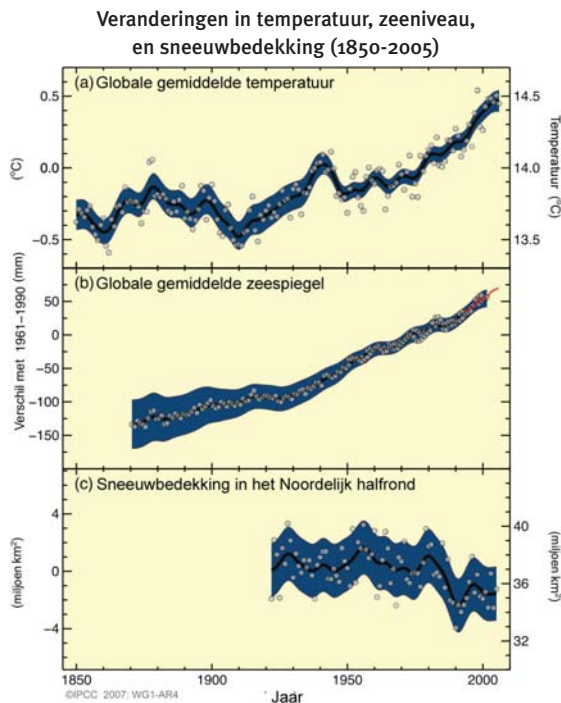 Veranderingen in temperatuur, zeeniveau,
en sneeuwbedekking (1850-2005)
(a) Globale gemiddelde temperatuur
0.5
0.0
−0.5
(°C)
14.5
14.0
13.5
Temperatuur (°C)
(b) Globale gemiddelde zeespiegel
50
0
−50
−100
−150
Verschil met 1961−1990
(mm)
(c) Sneeuwbedekking in het Noordelijk halfrond
4
0
−4
(miljoen km²)
40
36
32
(miljoen km²)
1850
1900
1950
2000
©IPCC 2007: WG1-AR4
Jaar